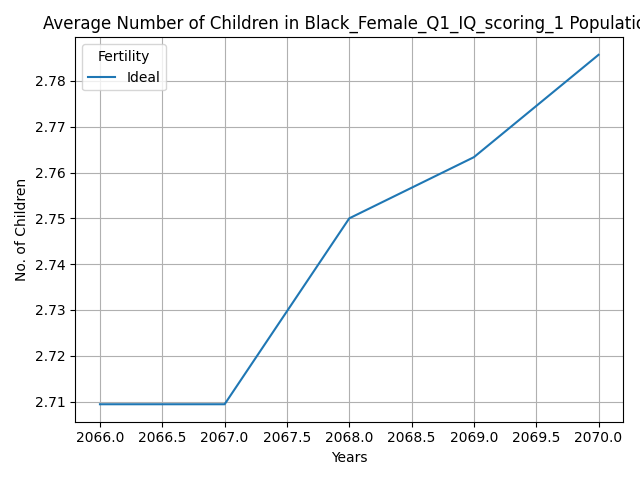 Average Number of Children in Black_Female_Q1_IQ_scoring_1 Populatio
Fertility
Ideal
2.78
2.77
2.76
2.75
2.74
2.73
2.72
2.71
No. of Children
2066.0 2066.5 2067.0 2067.5 2068.0 2068.5 2069.0 2069.5 2070.0
Years